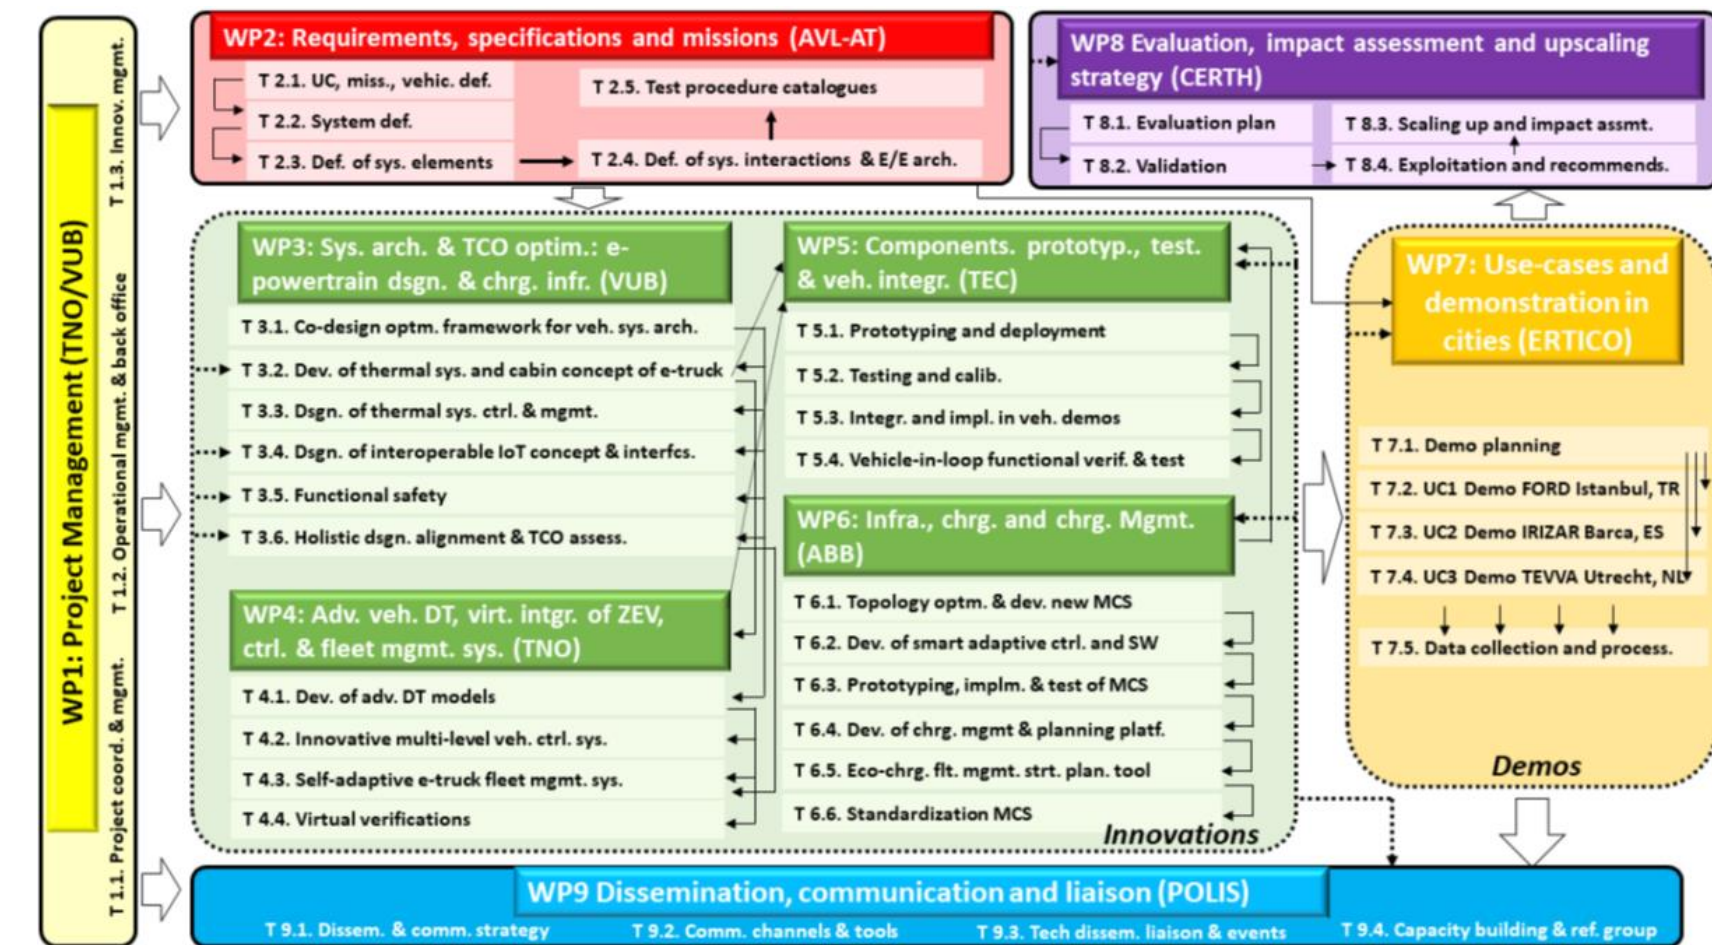 WP1: Project Management (TNO/VUB)
T 1.1. Project coord. & mgmt.
T 1.2. Operational mgmt. & back office
T 1.3. Innov. mgmt.
WP2: Requirements, specifications and missions (AVL-AT)
T 2.1. UC, miss., vehic. def.
T 2.2. System def.
T 2.3. Def. of sys. elements
T 2.5. Test procedure catalogues
T 2.4. Def. of sys. interactions & E/E arch.
WP8 Evaluation, impact assessment and upscaling
strategy (CERTH)
T 8.1. Evaluation plan
T 8.2. Validation
T 8.3. Scaling up and impact assmt.
T 8.4. Exploitation and recommends.
WP3: Sys. arch. & TCO optim.: e-
powertrain dsgn. & chrg. infr. (VUB)
T 3.1. Co-design optm. framework for veh. sys. arch.
T 3.2. Dev. of thermal sys. and cabin concept of e-truck
T 3.3. Dsgn. of thermal sys. ctrl. & mgmt.
T 3.4. Dsgn. of interoperable IoT concept & interfcs.
T 3.5. Functional safety
T 3.6. Holistic dsgn. alignment & TCO assess.
WP4: Adv. veh. DT, virt. intgr. of ZEV,
ctrl. & fleet mgmt. sys. (TNO)
T 4.1. Dev. of adv. DT models
T 4.2. Innovative multi-level veh. ctrl. sys.
T 4.3. Self-adaptive e-truck fleet mgmt. sys.
T 4.4. Virtual verifications
WP5: Components. prototyp., test.
& veh. integr. (TEC)
T 5.1. Prototyping and deployment
T 5.2. Testing and calib.
T 5.3. Integr. and impl. in veh. demos
T 5.4. Vehicle-in-loop functional verif. & test
WP6: Infra., chrg. and chrg. Mgmt.
(ABB)
T 6.1. Topology optm. & dev. new MCS
T 6.2. Dev. of smart adaptive ctrl. and SW
T 6.3. Prototyping, implm. & test of MCS
T 6.4. Dev. of chrg. mgmt & planning platf.
T 6.5. Eco-chrg. flt. mgmt. strt. plan. tool
T 6.6. Standardization MCS
Innovations
WP7: Use-cases and
demonstration in
cities (ERTICO)
T 7.1. Demo planning
T 7.2. UC1 Demo FORD Istanbul, TR
T 7.3. UC2 Demo IRIZAR Barca, ES
T 7.4. UC3 Demo TEVVA Utrecht, NL
T 7.5. Data collection and process.
Demos
WP9 Dissemination, communication and liaison (POLIS)
T 9.1. Dissem. & comm. strategy
T 9.2. Comm. channels & tools
T 9.3. Tech dissem. liaison & events
T 9.4. Capacity building & ref. group